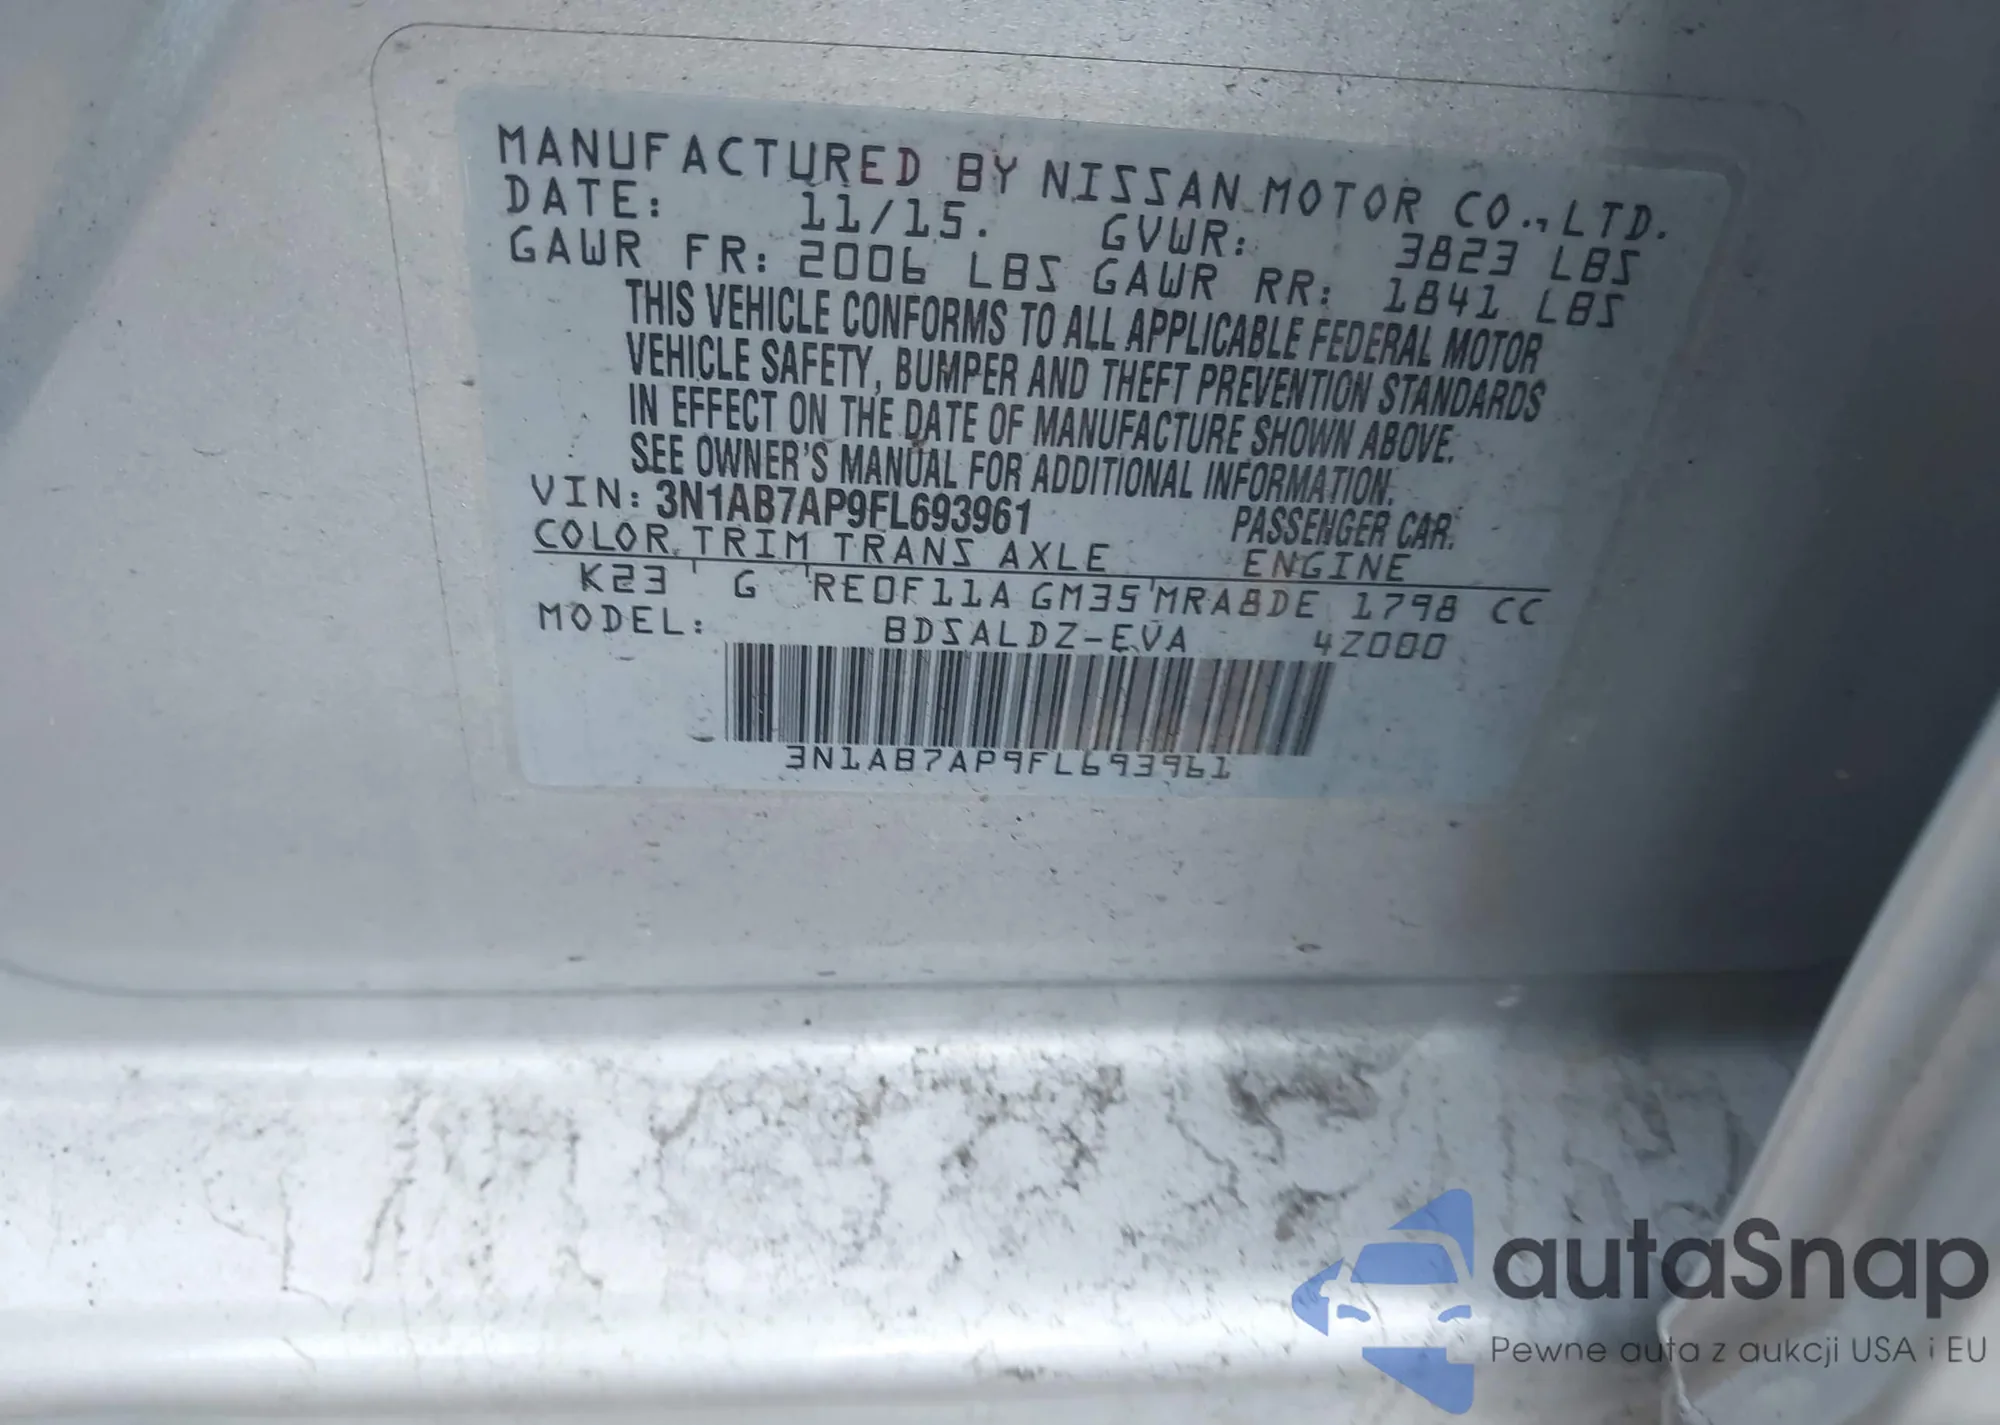 MANUFACTURED BY NISSAN MOTOR CO., LTD.
DATE: 11/15. GVWR: 3823 LBS
GAWR FR: 2006 LBS GAWR RR: 1841 LBS
THIS VEHICLE CONFORMS TO ALL APPLICABLE FEDERAL MOTOR
VEHICLE SAFETY, BUMPER AND THEFT PREVENTION STANDARDS
IN EFFECT ON THE DATE OF MANUFACTURE SHOWN ABOVE.
SEE OWNER'S MANUAL FOR ADDITIONAL INFORMATION.
VIN: 3N1AB7AP9FL693961 PASSENGER CAR.
COLOR TRIM TRANS AXLE ENGINE
K23 G RE0F11A GM35 MRA8DE 1798 CC
MODEL: BDSALDZ-EVA 4Z000
3N1AB7AP9FL693961
autaSnap
Pewne auta z aukcji USA i EU